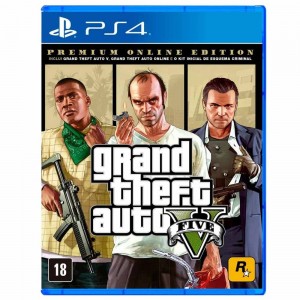 PS4
PREMIUM ONLINE EDITION
INCLUI GRAND THEFT AUTO V, GRAND THEFT AUTO ONLINE E O KIT INICIAL DE ESQUEMA CRIMINAL
grand
theft
auto
V
FIVE
18
R